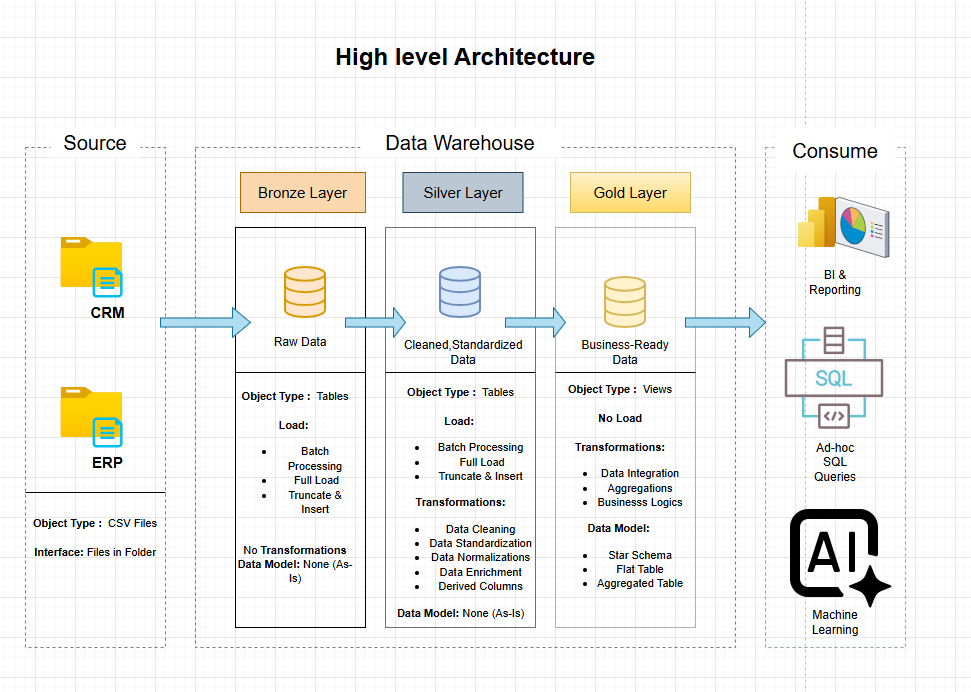 High level Architecture
Source
CRM
ERP
Object Type : CSV Files
Interface: Files in Folder
Data Warehouse
Bronze Layer
Raw Data
Object Type : Tables
Load:
Batch
Processing
Full Load
Truncate &
Insert
No Transformations
Data Model: None (As-
Is)
Silver Layer
Cleaned,Standardized
Data
Object Type : Tables
Load:
Batch Processing
Full Load
Truncate & Insert
Transformations:
Data Cleaning
Data Standardization
Data Normalizations
Data Enrichment
Derived Columns
Data Model: None (As-Is)
Gold Layer
Business-Ready
Data
Object Type : Views
No Load
Transformations:
Data Integration
Aggregations
Businesss Logics
Data Model:
Star Schema
Flat Table
Aggregated Table
Consume
BI &
Reporting
SQL
</>
Ad-hoc
SQL
Queries
AI
Machine
Learning